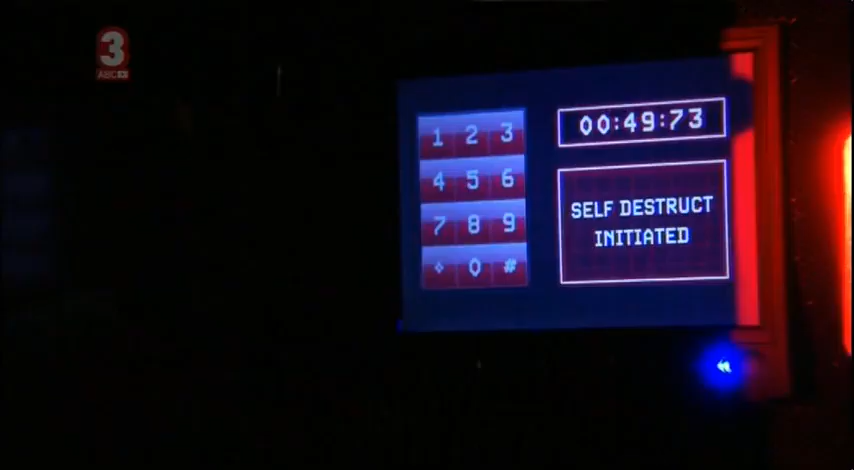 3
ABC
1 2 3
4 5 6
7 8 9
0 #
00:49:73
SELF DESTRUCT
INITIATED